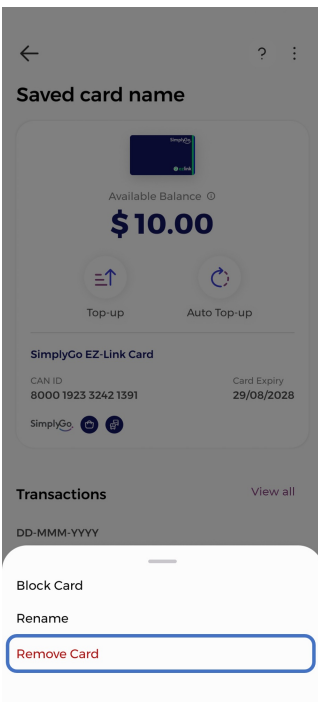 ?
Saved card name
SimplyGo
ezlink
Available Balance
$10.00
Top-up
Auto Top-up
SimplyGo EZ-Link Card
CAN ID
Card Expiry
8000 1923 3242 1391
29/08/2028
SimplyGo
Transactions
View all
DD-MMM-YYYY
Block Card
Rename
Remove Card